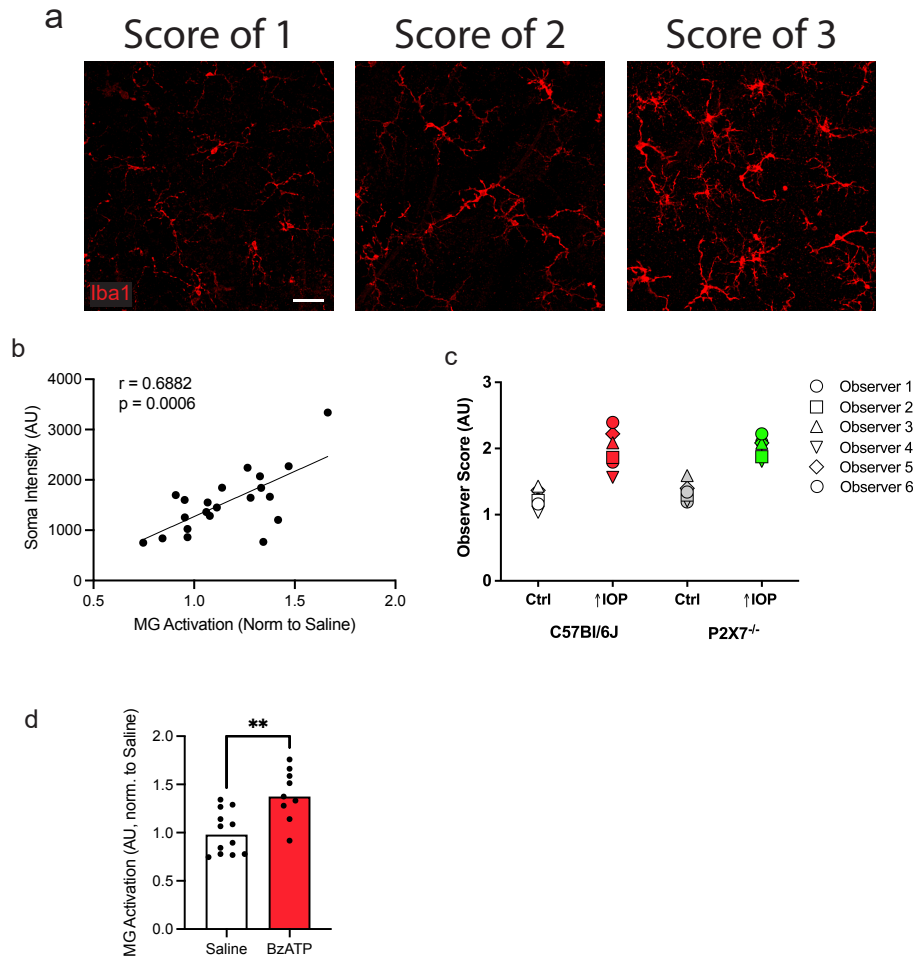 a
Score of 1
Score of 2
Score of 3
Iba1
b
r = 0.6882
p = 0.0006
Soma Intensity (AU)
4000
3000
2000
1000
0
0.5
1.0
1.5
2.0
MG Activation (Norm to Saline)
c
Observer Score (AU)
3
2
1
0
Ctrl
↑IOP
Ctrl
↑IOP
C57Bl/6J
P2X7-/-
Observer 1
Observer 2
Observer 3
Observer 4
Observer 5
Observer 6
d
MG Activation (AU, norm. to Saline)
2.0
1.5
1.0
0.5
0.0
**
Saline
BzATP